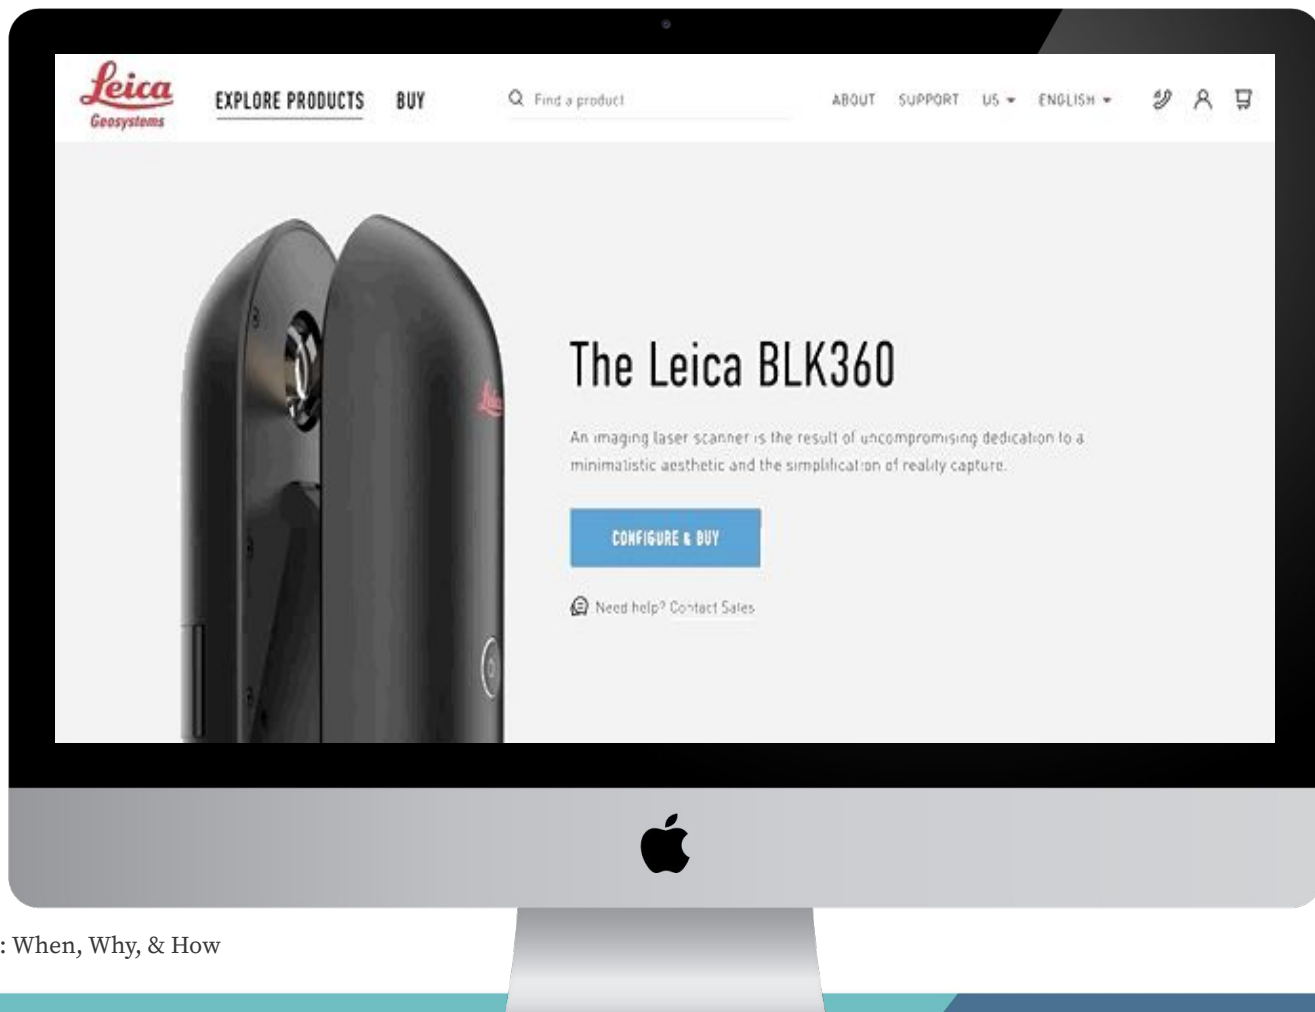 Leica
Geosystems
EXPLORE PRODUCTS BUY Find a product ABOUT SUPPORT US ENGLISH
Leica
The Leica BLK360
An imaging laser scanner is the result of uncompromising dedication to a
minimalistic aesthetic and the simplification of reality capture.
CONFIGURE & BUY
Need help? Contact Sales
: When, Why, & How